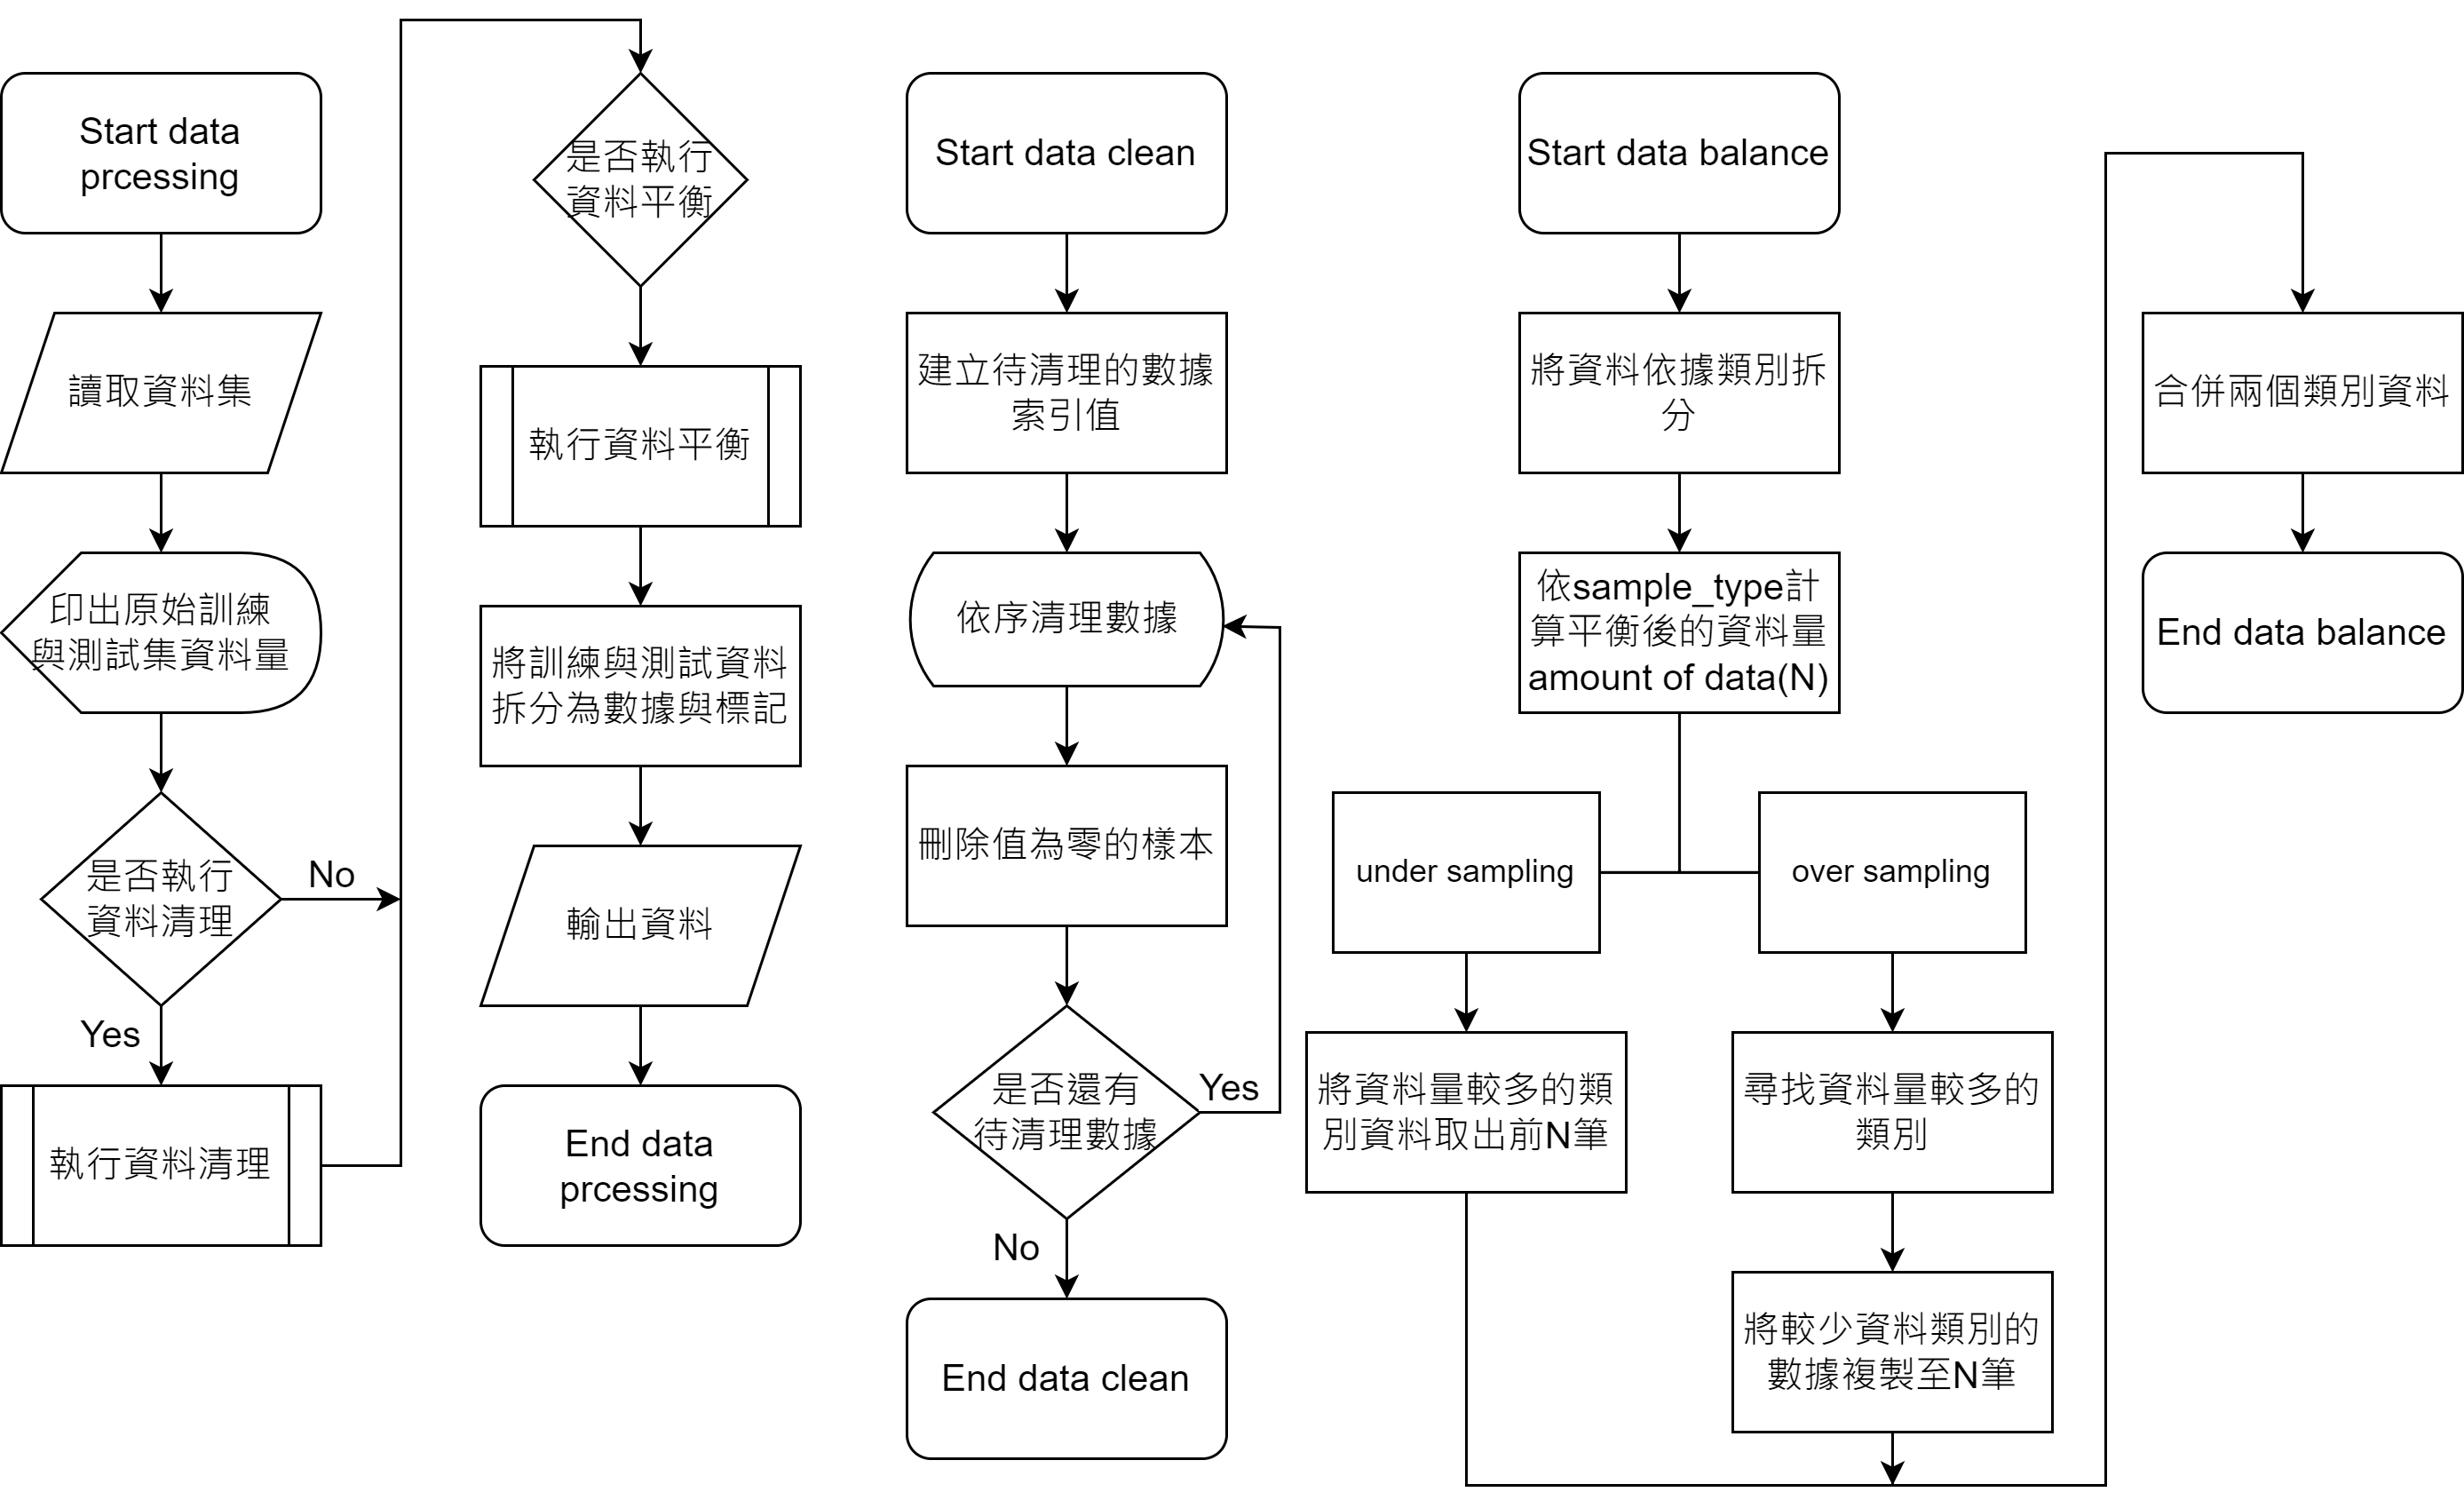 Start data
prcessing
讀取資料集
印出原始訓練
與測試集資料量
是否執行
資料清理
No
Yes
執行資料清理
是否執行
資料平衡
執行資料平衡
將訓練與測試資料
拆分為數據與標記
輸出資料
End data
prcessing
Start data clean
建立待清理的數據
索引值
依序清理數據
刪除值為零的樣本
是否還有
待清理數據
Yes
No
End data clean
Start data balance
將資料依據類別拆
分
依sample_type計
算平衡後的資料量
amount of data(N)
under sampling
over sampling
將資料量較多的類
別資料取出前N筆
尋找資料量較多的
類別
將較少資料類別的
數據複製至N筆
合併兩個類別資料
End data balance